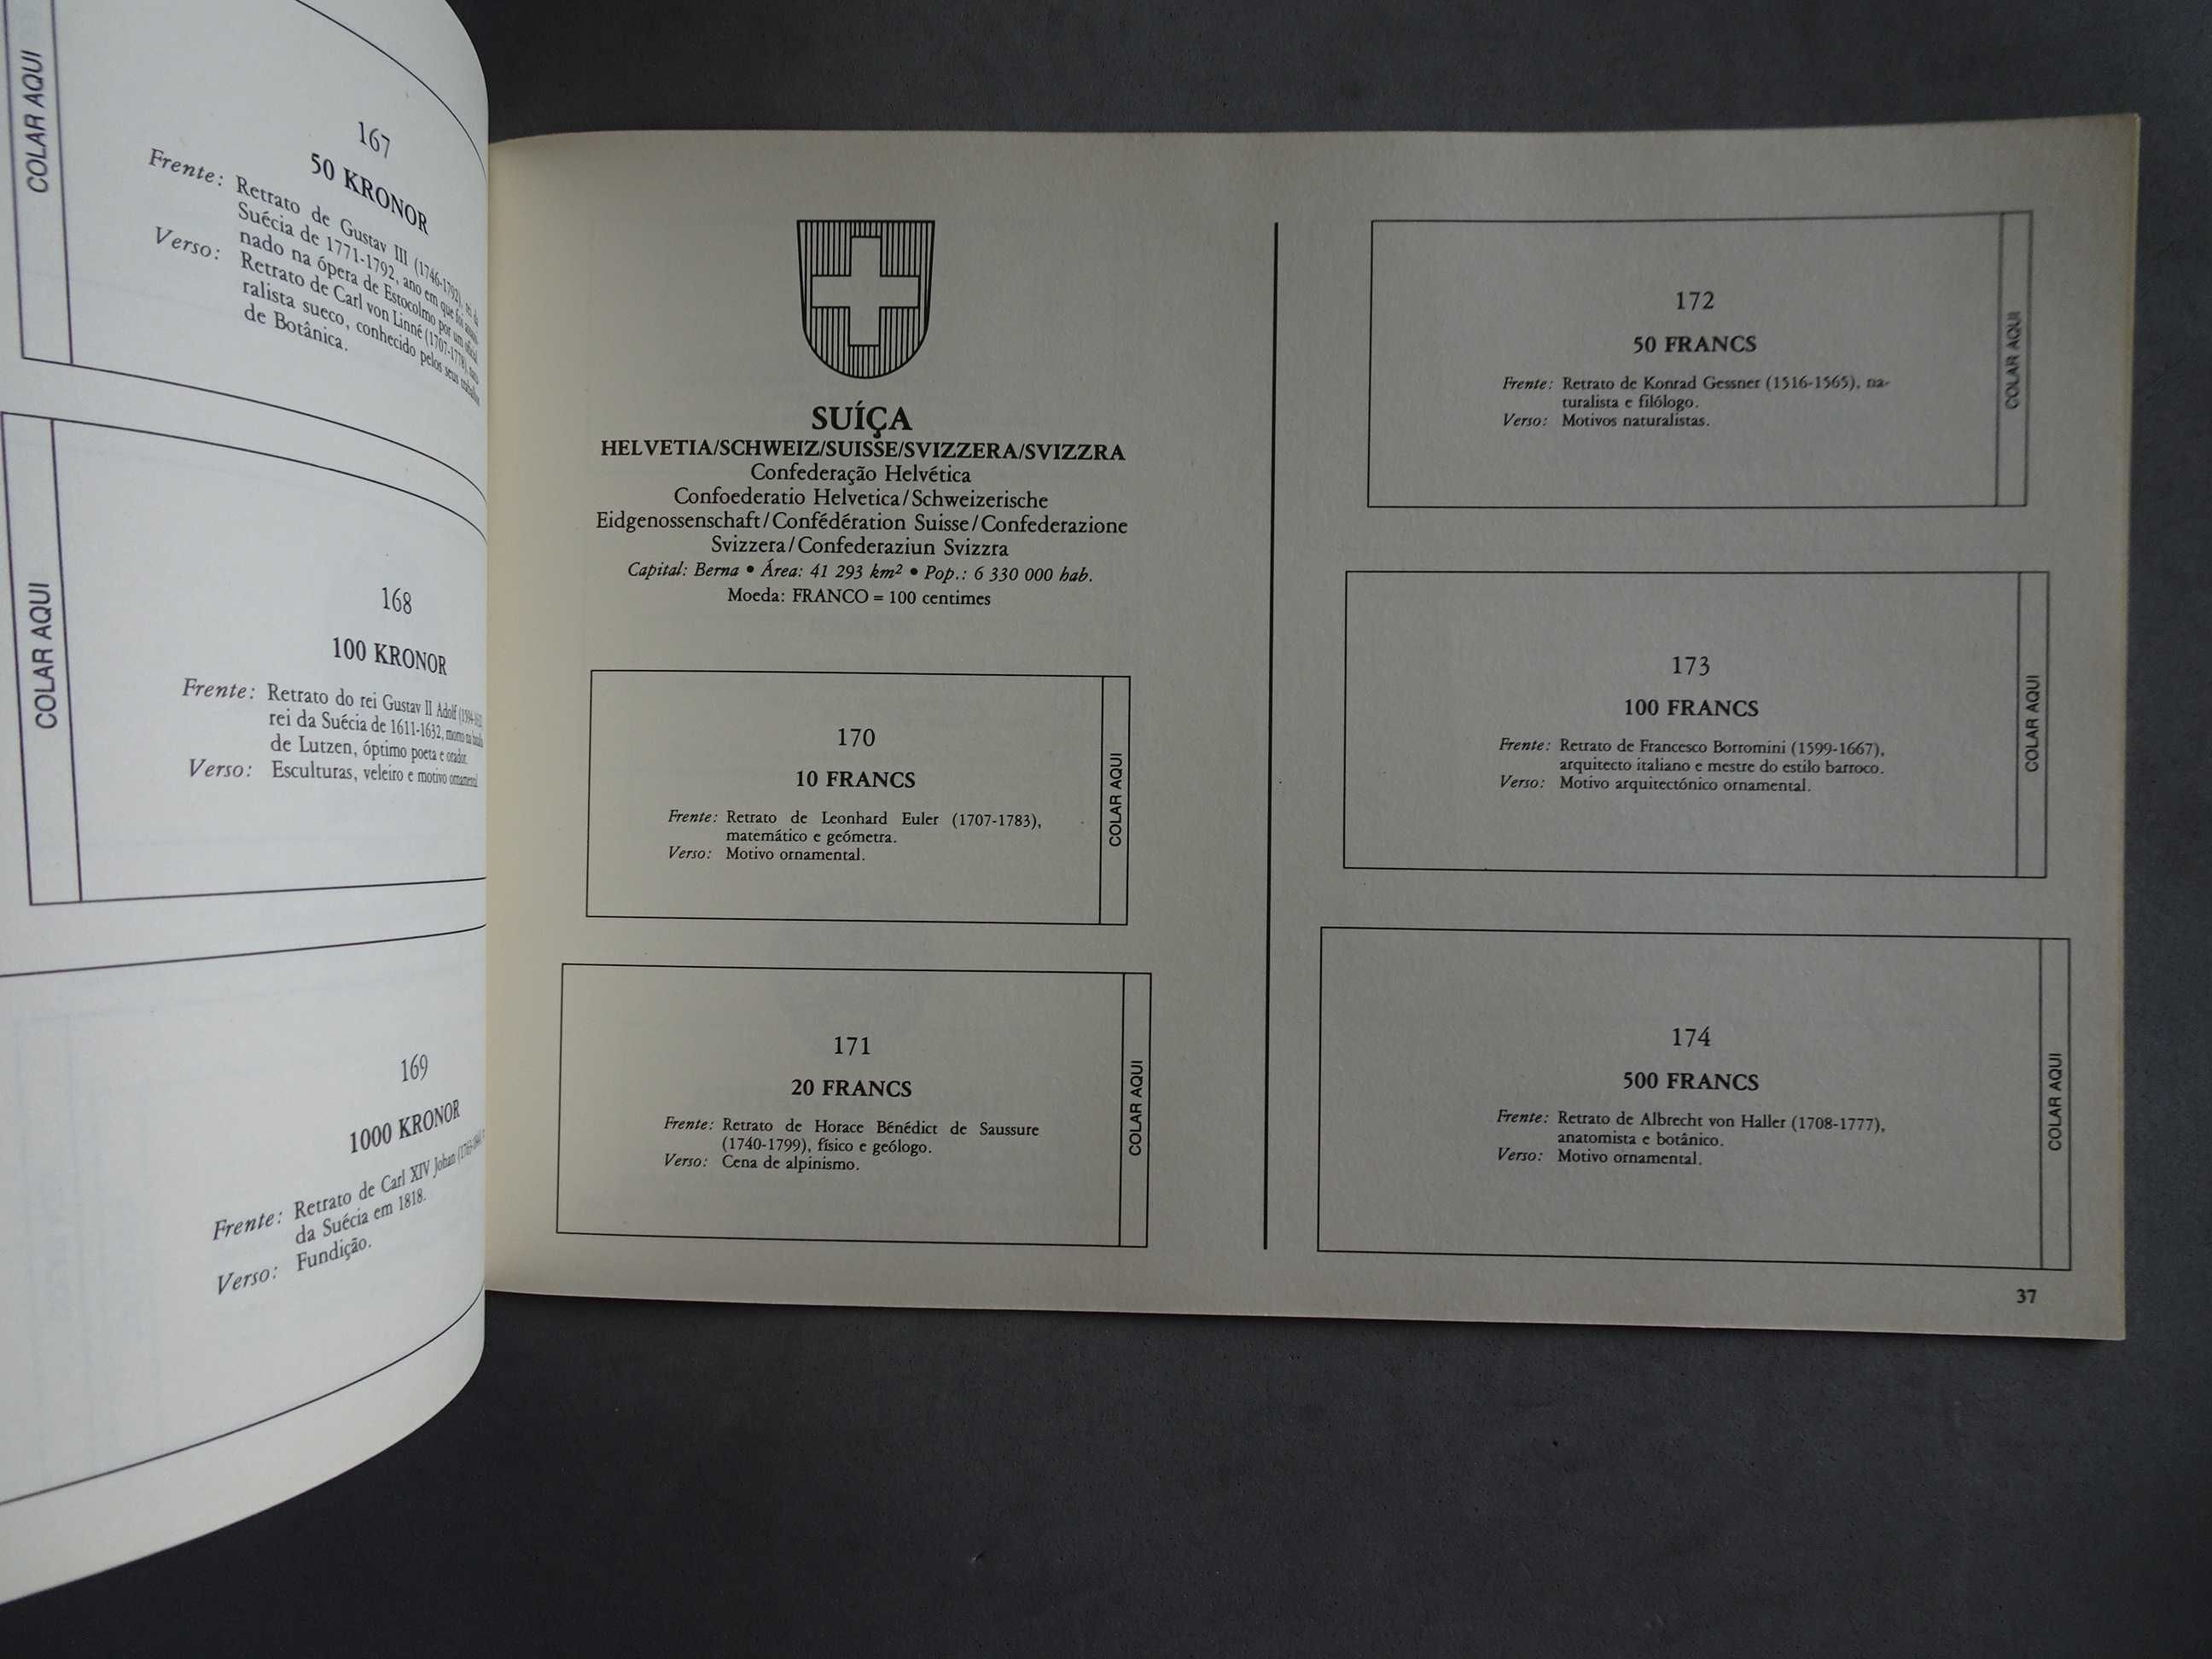 COLAR AQUI
167
50 KRONOR
Frente: Retrato de Gustav III (1746-1792), rei da
Suécia de 1771-1792, ano em que foi assassi-
nado na ópera de Estocolmo por um oficial.
Verso: Retrato de Carl von Linné (1707-1778), natu-
ralista sueco, conhecido pelos seus trabalhos
de Botânica.
COLAR AQUI
168
100 KRONOR
Frente: Retrato do rei Gustav II Adolf (1594-1632),
rei da Suécia de 1611-1632, morto na batalha
de Lutzen, óptimo poeta e orador.
Verso: Esculturas, veleiro e motivo ornamental
169
1000 KRONOR
Frente: Retrato de Carl XIV Johan
da Suécia em 1818.
Verso: Fundição.
SUÍÇA
HELVETIA/SCHWEIZ/SUISSE/SVIZZERA/SVIZZRA
Confederação Helvética
Confoederatio Helvetica/Schweizerische
Eidgenossenschaft/Confédération Suisse/Confederazione
Svizzera/Confederaziun Svizzra
Capital: Berna • Área: 41 293 km² • Pop.: 6 330 000 hab.
Moeda: FRANCO = 100 centimes
170
10 FRANCS
Frente: Retrato de Leonhard Euler (1707-1783),
matemático e geómetra.
Verso: Motivo ornamental.
COLAR AQUI
171
20 FRANCS
Frente: Retrato de Horace Bénédict de Saussure
(1740-1799), físico e geólogo.
Verso: Cena de alpinismo.
COLAR AQUI
172
50 FRANCS
Frente: Retrato de Konrad Gessner (1516-1565), na-
turalista e filólogo.
Verso: Motivos naturalistas.
COLAR AQUI
173
100 FRANCS
Frente: Retrato de Francesco Borromini (1599-1667),
arquitecto italiano e mestre do estilo barroco.
Verso: Motivo arquitectónico ornamental.
COLAR AQUI
174
500 FRANCS
Frente: Retrato de Albrecht von Haller (1708-1777),
anatomista e botânico.
Verso: Motivo ornamental.
COLAR AQUI
37